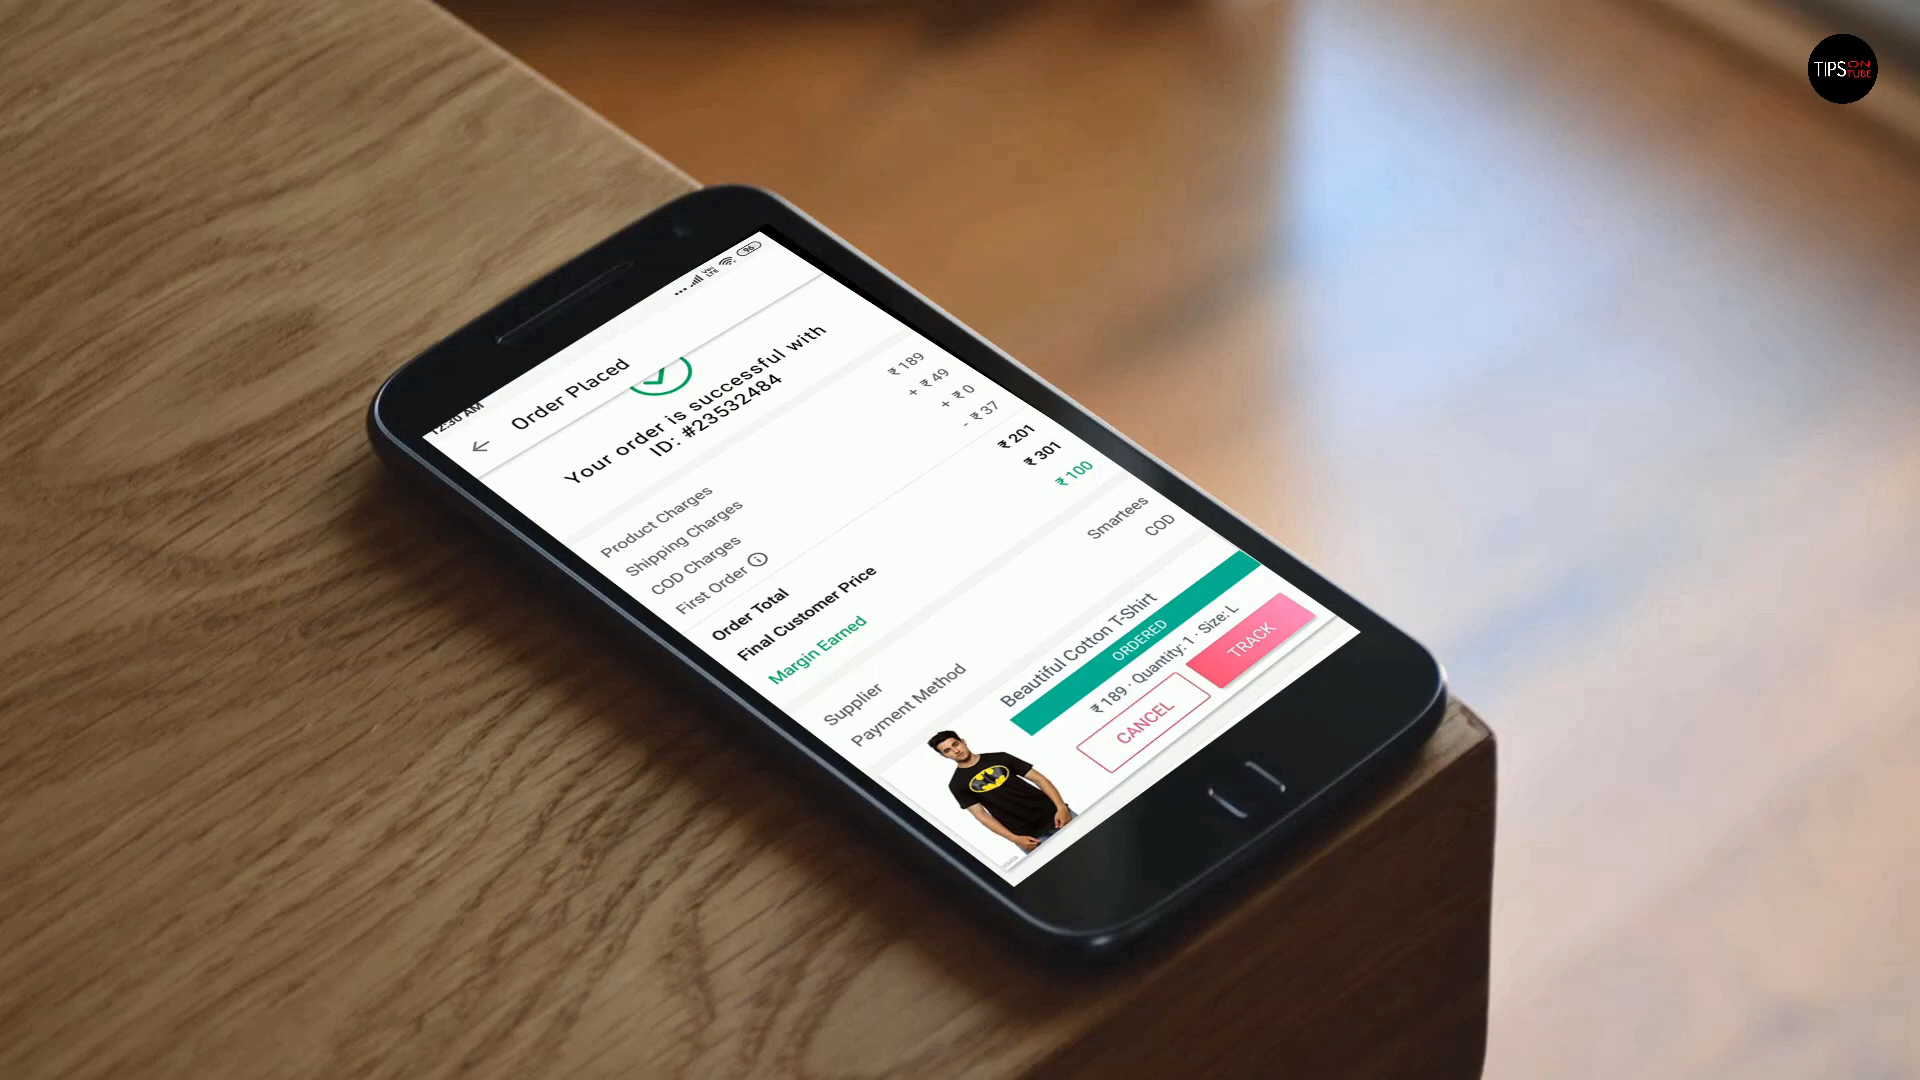 TIPS ON TUBE
12:30 AM
VoLTE 96
Order Placed
Your order is successful with
ID: #23532484
Product Charges ₹ 189
Shipping Charges + ₹ 49
COD Charges + ₹ 0
First Order - ₹ 37
Order Total ₹ 201
Final Customer Price ₹ 301
Margin Earned ₹ 100
Supplier Smartees
Payment Method COD
Beautiful Cotton T-Shirt
ORDERED
₹ 189 · Quantity: 1 · Size: L
CANCEL TRACK